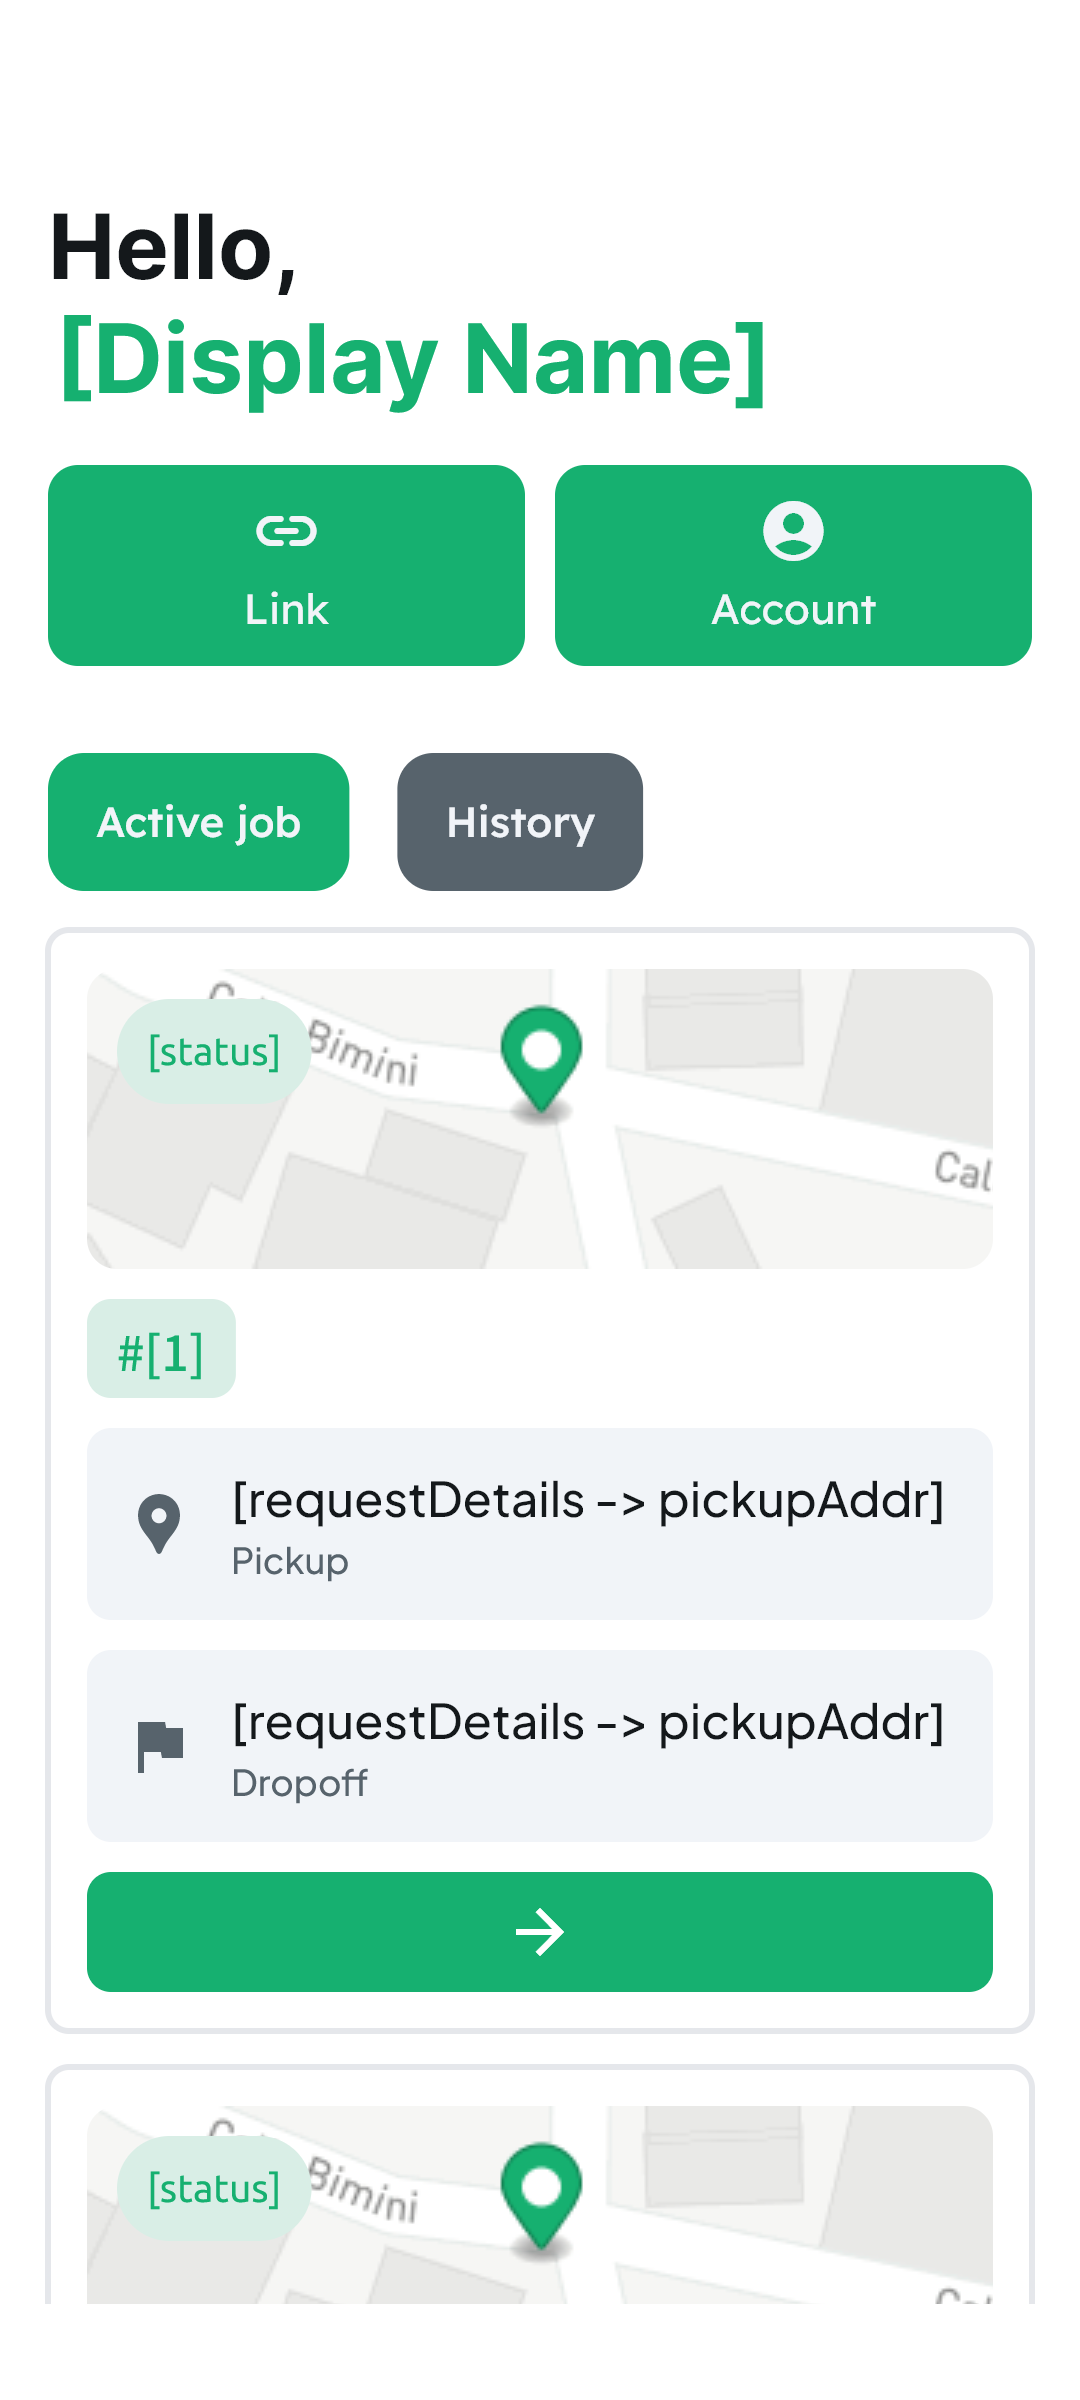 Hello,
[Display Name]
Link
Account
Active job
History
[status]
Bimini
Cal
#[1]
[requestDetails -> pickupAddr]
Pickup
[requestDetails -> pickupAddr]
Dropoff
[status]
Bimini